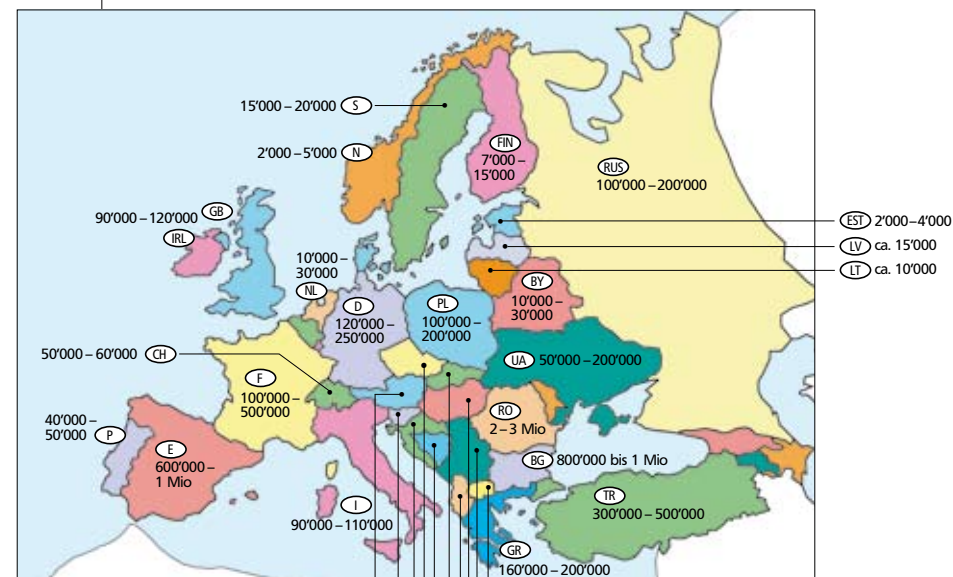 15’000 – 20’000 S
2’000 – 5’000 N
FIN
7’000 –
15’000
RUS
100’000 – 200’000
90’000 – 120’000 GB
IRL
EST 2’000–4’000
LV ca. 15’000
LT ca. 10’000
10’000 –
30’000
NL
D
120’000 –
250’000
PL
100’000 –
200’000
BY
10’000 –
30’000
50’000 – 60’000 CH
UA 50’000 – 200’000
F
100’000 –
500’000
RO
2 – 3 Mio
40’000 –
50’000 P
E
600’000 –
1 Mio
BG 800’000 bis 1 Mio
I
90’000 – 110’000
TR
300’000 – 500’000
GR
160’000 – 200’000